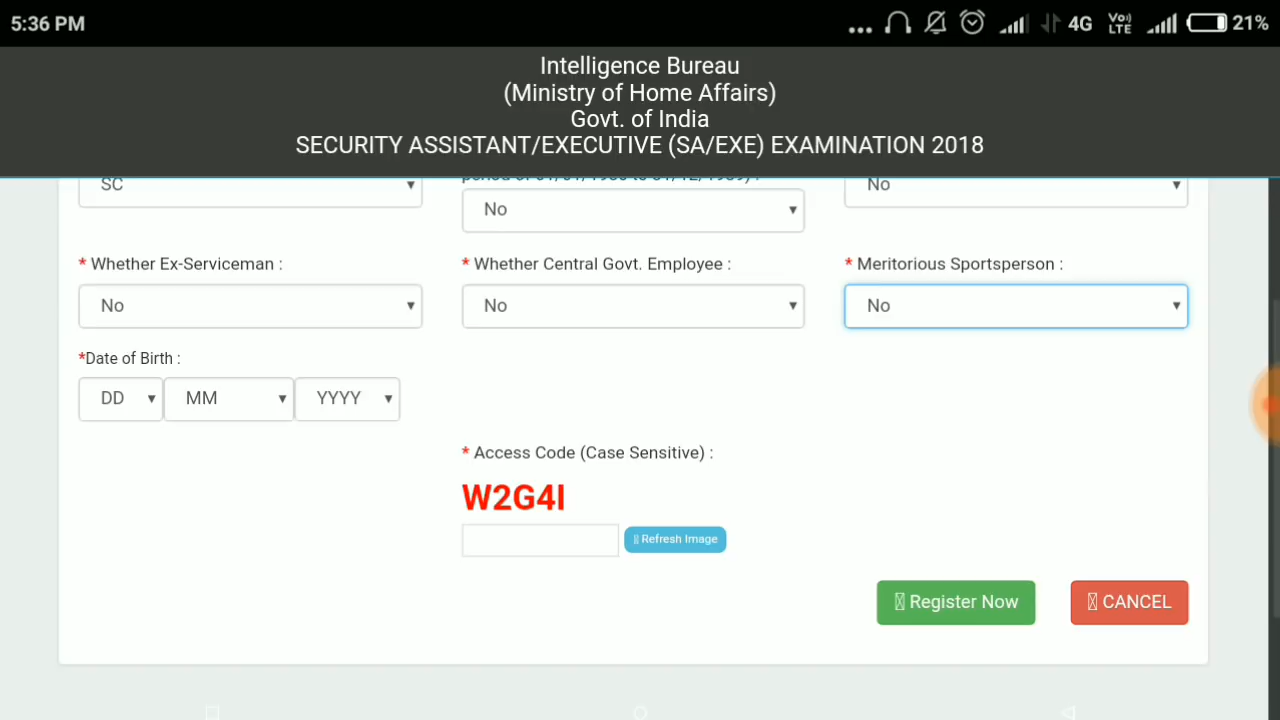 5:36 PM
4G Vo) LTE 21%
Intelligence Bureau
(Ministry of Home Affairs)
Govt. of India
SECURITY ASSISTANT/EXECUTIVE (SA/EXE) EXAMINATION 2018
SC No
No
* Whether Ex-Serviceman : * Whether Central Govt. Employee : * Meritorious Sportsperson :
No No No
*Date of Birth :
DD MM YYYY
* Access Code (Case Sensitive) :
W2G4I
Refresh Image
Register Now CANCEL